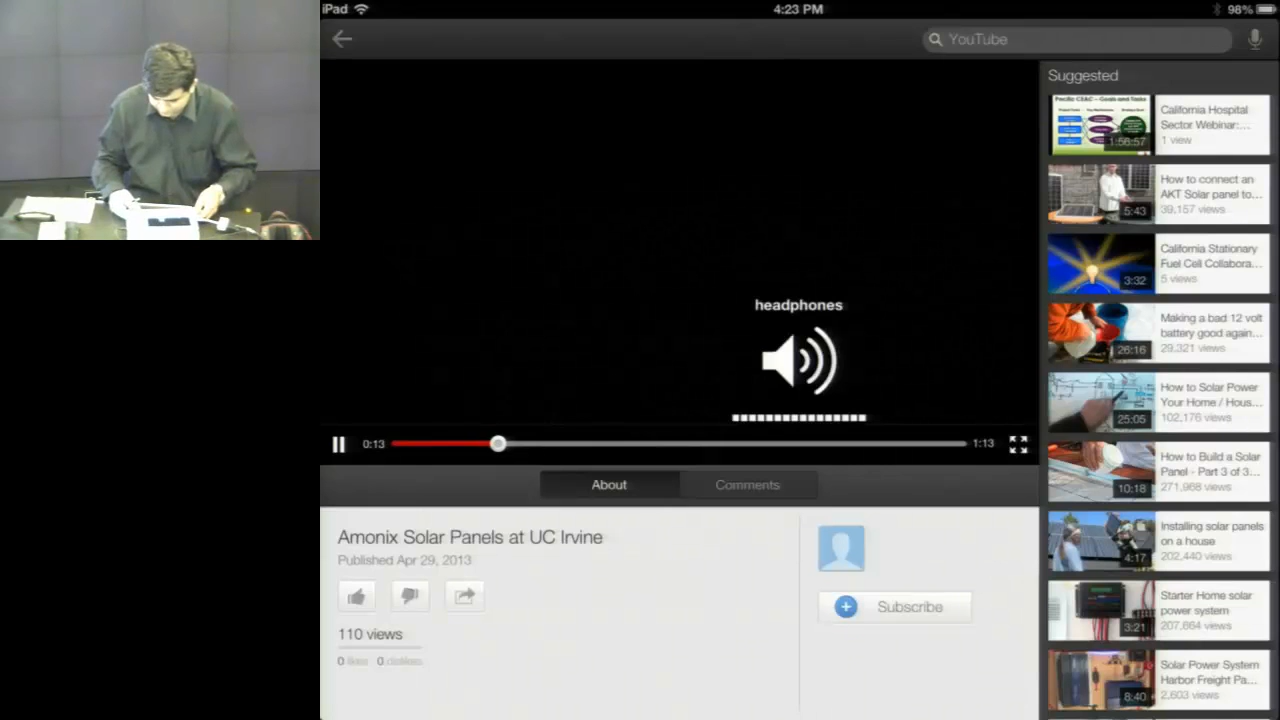 iPad
4:23 PM
98%
YouTube
Suggested
Pacific CEAC – Goals and Tasks
1:56:57
California Hospital
Sector Webinar:...
1 view
5:43
How to connect an
AKT Solar panel to...
39,157 views
3:32
California Stationary
Fuel Cell Collabora...
5 views
26:16
Making a bad 12 volt
battery good again...
29,321 views
25:05
How to Solar Power
Your Home / Hous...
102,176 views
10:18
How to Build a Solar
Panel - Part 3 of 3...
271,968 views
4:17
Installing solar panels
on a house
202,440 views
3:21
Starter Home solar
power system
207,664 views
8:40
Solar Power System
Harbor Freight Pa...
2,603 views
headphones
0:13
1:13
About
Comments
Amonix Solar Panels at UC Irvine
Published Apr 29, 2013
110 views
0 likes 0 dislikes
Subscribe